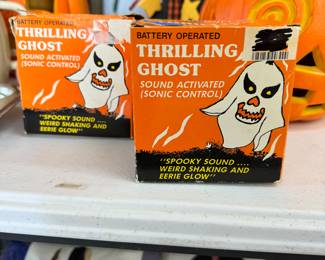 BATTERY OPERATED
THRILLING
GHOST
SOUND ACTIVATED
(SONIC CONTROL)
"SPOOKY SOUND ....
WEIRD SHAKING AND
EERIE GLOW"
BATTERY OPERATED
THRILLING
GHOST
SOUND ACTIVATED
(SONIC CONTROL)
"SPOOKY SOUND ....
WEIRD SHAKING AND
EERIE GLOW"